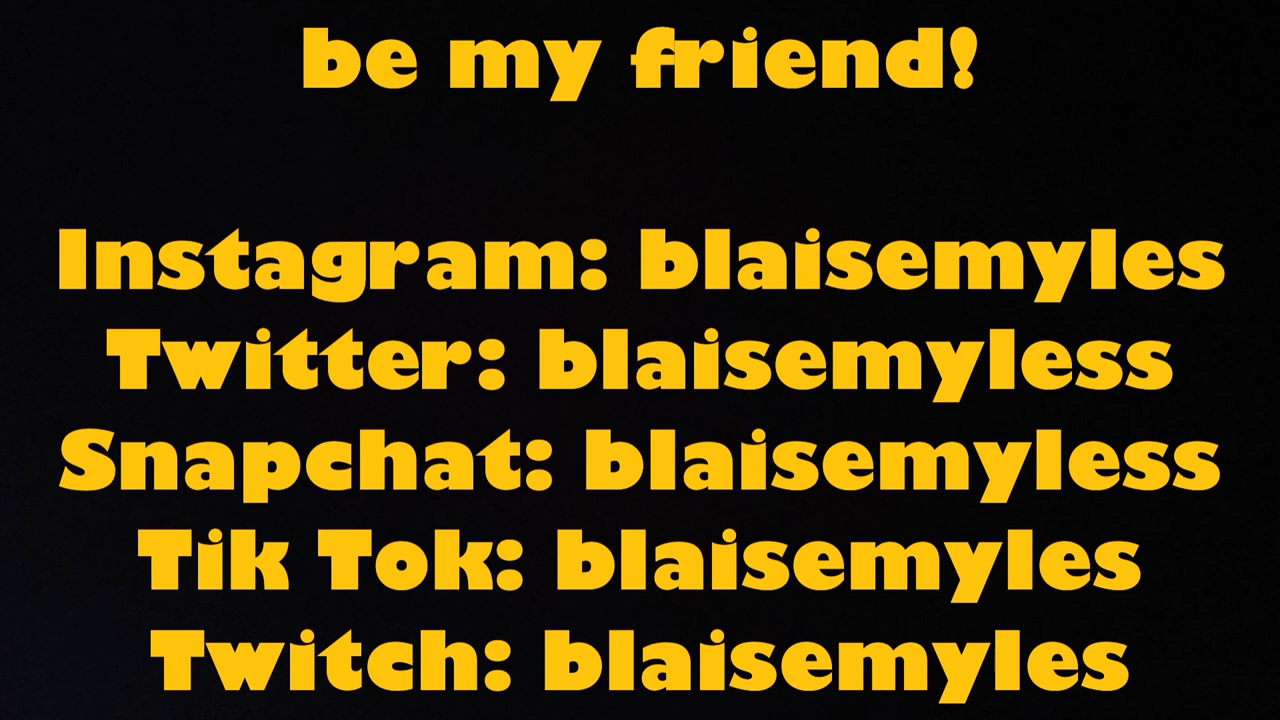 be my friend!
Instagram: blaisemyles
Twitter: blaisemyless
Snapchat: blaisemyless
Tik Tok: blaisemyles
Twitch: blaisemyles